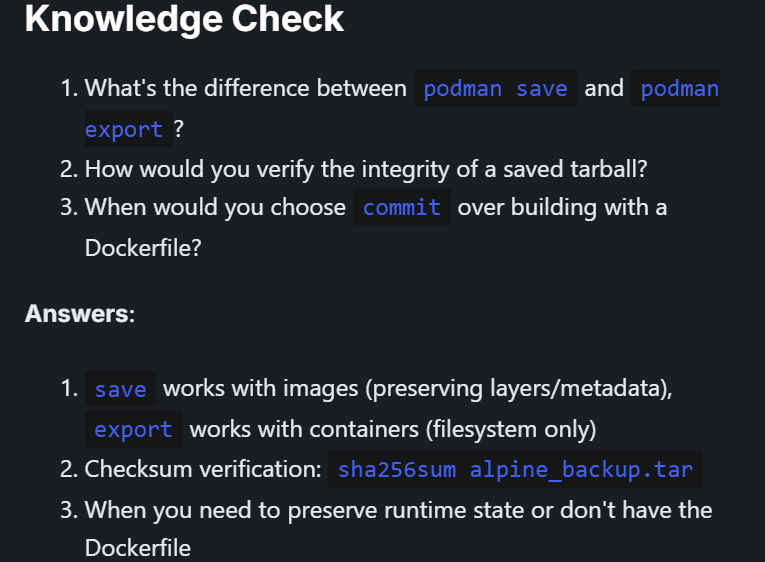 Knowledge Check
1. What's the difference between podman save and podman
export ?
2. How would you verify the integrity of a saved tarball?
3. When would you choose commit over building with a
Dockerfile?
Answers:
1. save works with images (preserving layers/metadata),
export works with containers (filesystem only)
2. Checksum verification: sha256sum alpine_backup.tar
3. When you need to preserve runtime state or don't have the
Dockerfile